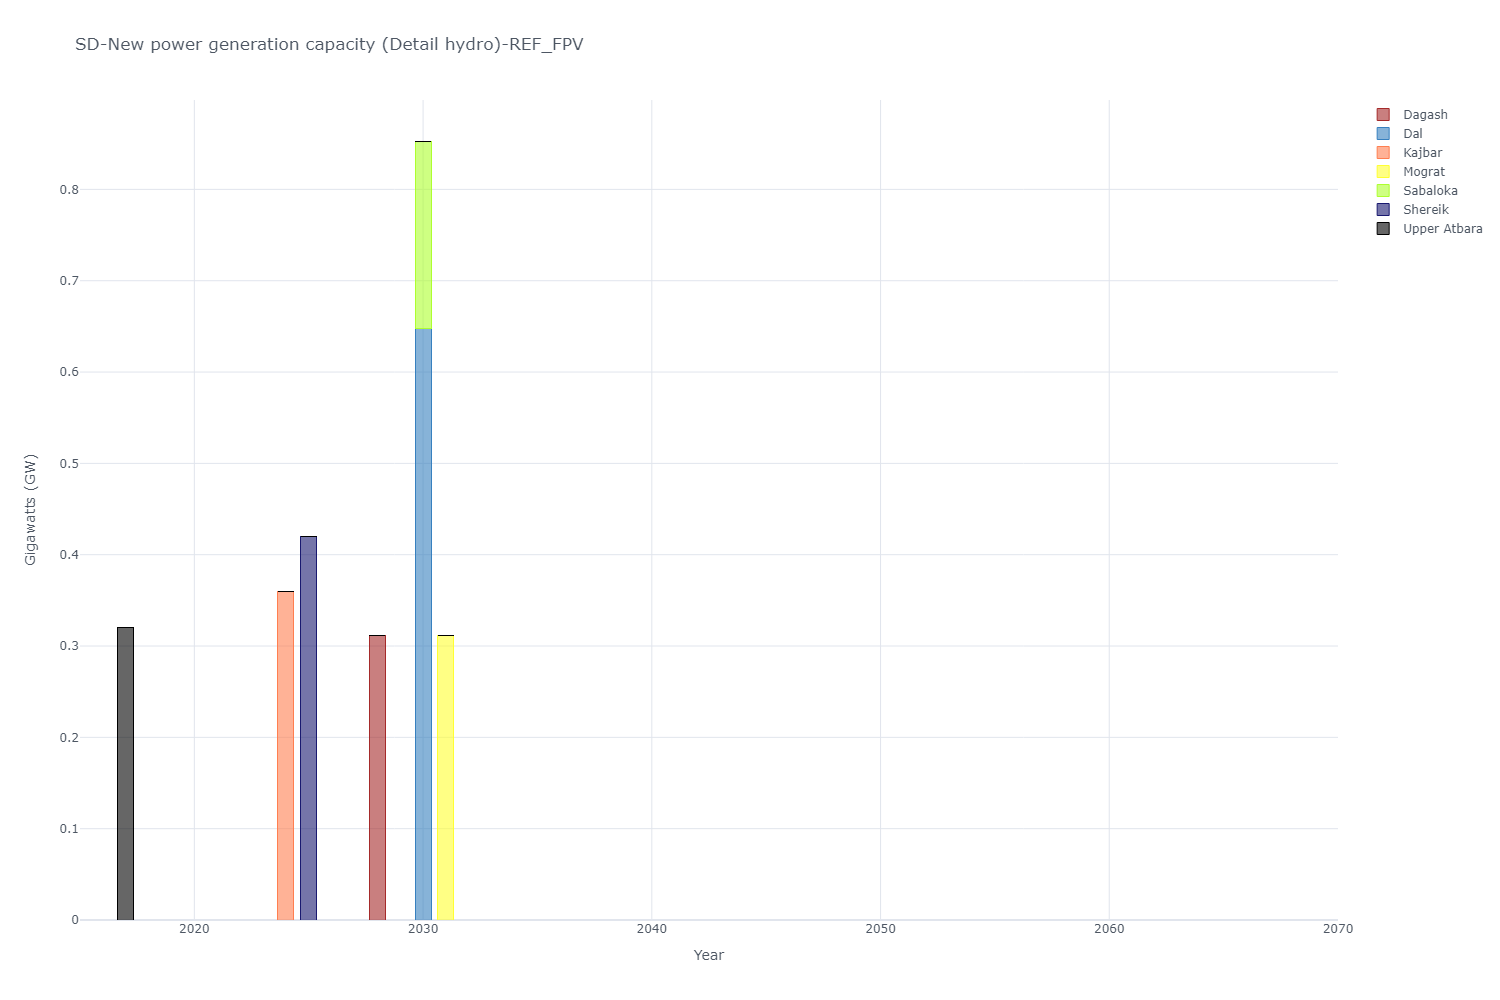 SD-New power generation capacity (Detail hydro)-REF_FPV
Dagash
Dal
Kajbar
Mograt
Sabaloka
Shereik
Upper Atbara
Gigawatts (GW)
0.8
0.7
0.6
0.5
0.4
0.3
0.2
0.1
0
2020
2030
2040
2050
2060
2070
Year